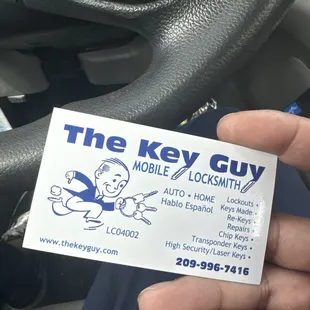 The Key Guy
MOBILE LOCKSMITH
AUTO • HOME
Hablo Español
Lockouts •
Keys Made •
Re-Keys •
Repairs •
Chip Keys •
Transponder Keys •
High Security/Laser Keys •
LC04002
www.thekeyguy.com
209-996-7416